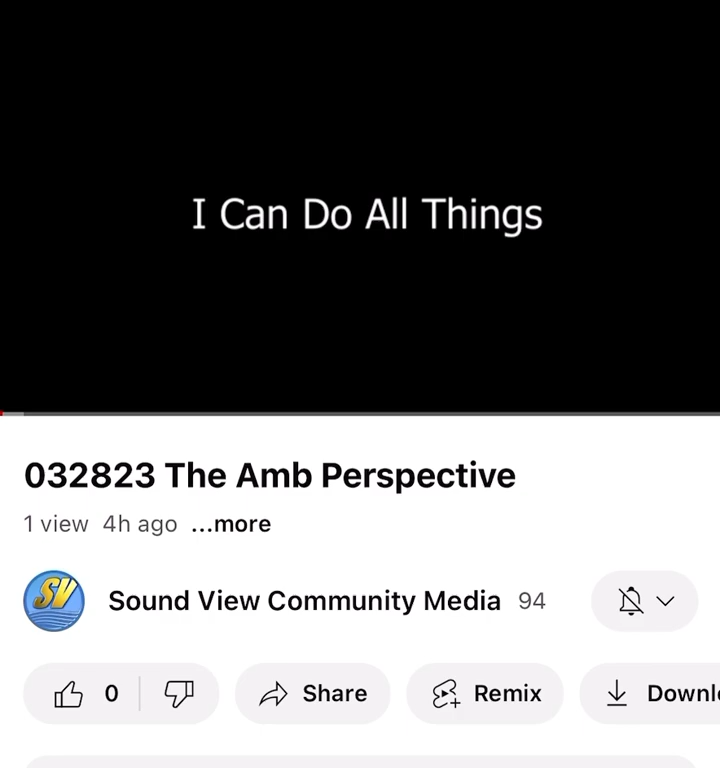 I Can Do All Things
032823 The Amb Perspective
1 view 4h ago ...more
SV
Sound View Community Media 94
0 Share Remix Downl